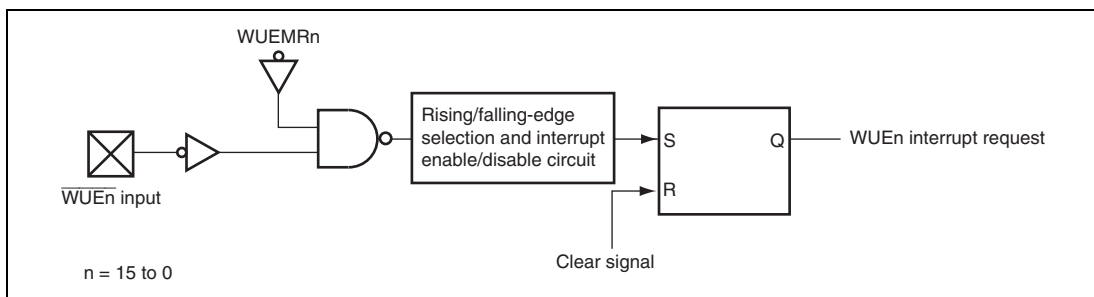 WUEMRn
Rising/falling-edge
selection and interrupt
enable/disable circuit
S
Q
WUEn interrupt request
R
W̅U̅E̅n̅ input
Clear signal
n = 15 to 0